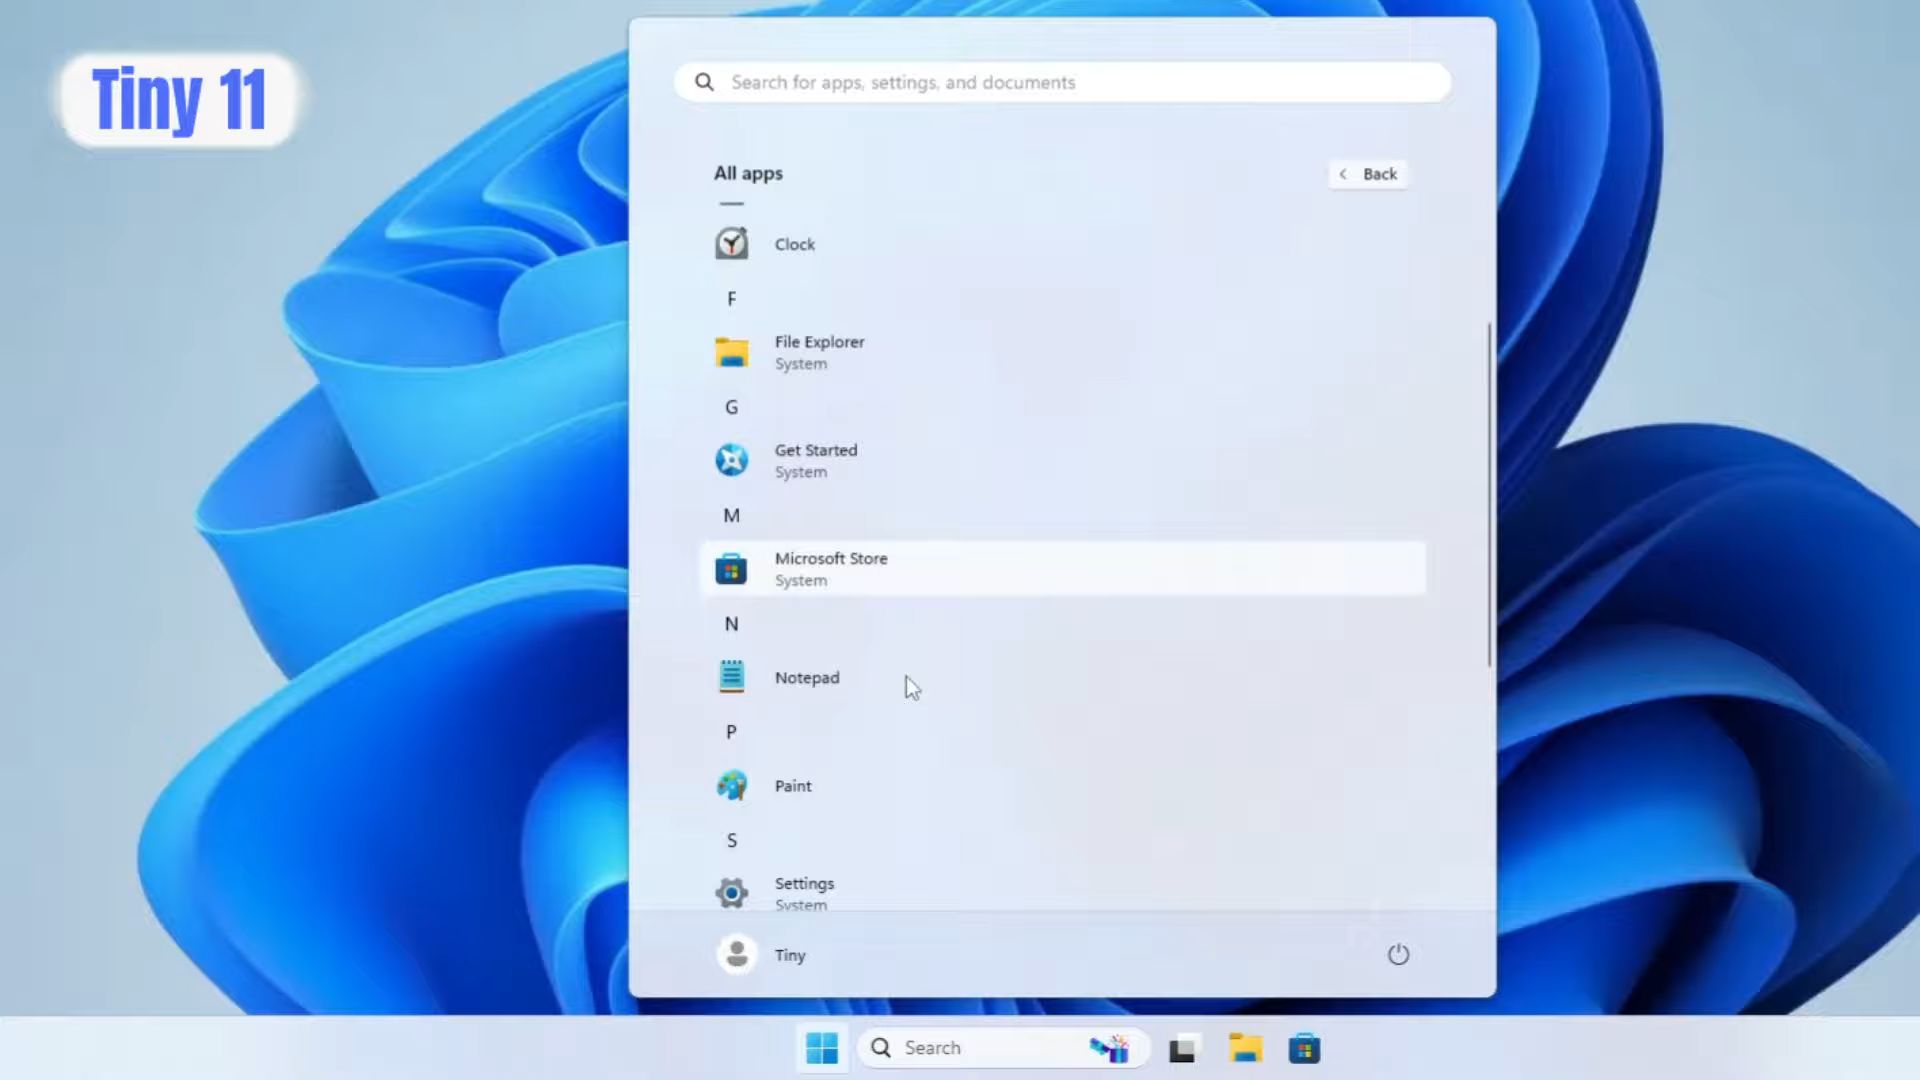 Tiny 11
Search for apps, settings, and documents
All apps
Back
Clock
F
File Explorer
System
G
Get Started
System
M
Microsoft Store
System
N
Notepad
P
Paint
S
Settings
System
Tiny
Search